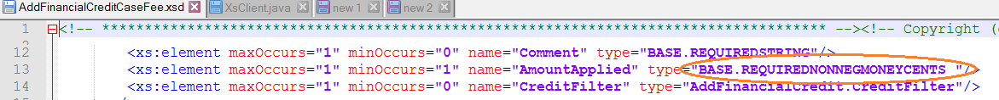 AddFinancialCreditCaseFee.xsd XsClient.java new 1 new 2
1 <!-- ************************************************************************************* --><!-- Copyright (
12 <xs:element maxOccurs="1" minOccurs="0" name="Comment" type="BASE.REQUIREDSTRING"/>
13 <xs:element maxOccurs="1" minOccurs="1" name="AmountApplied" type="BASE.REQUIREDNONNEGMONEYCENTS "/>
14 <xs:element maxOccurs="1" minOccurs="0" name="CreditFilter" type="AddFinancialCredit.CreditFilter"/>